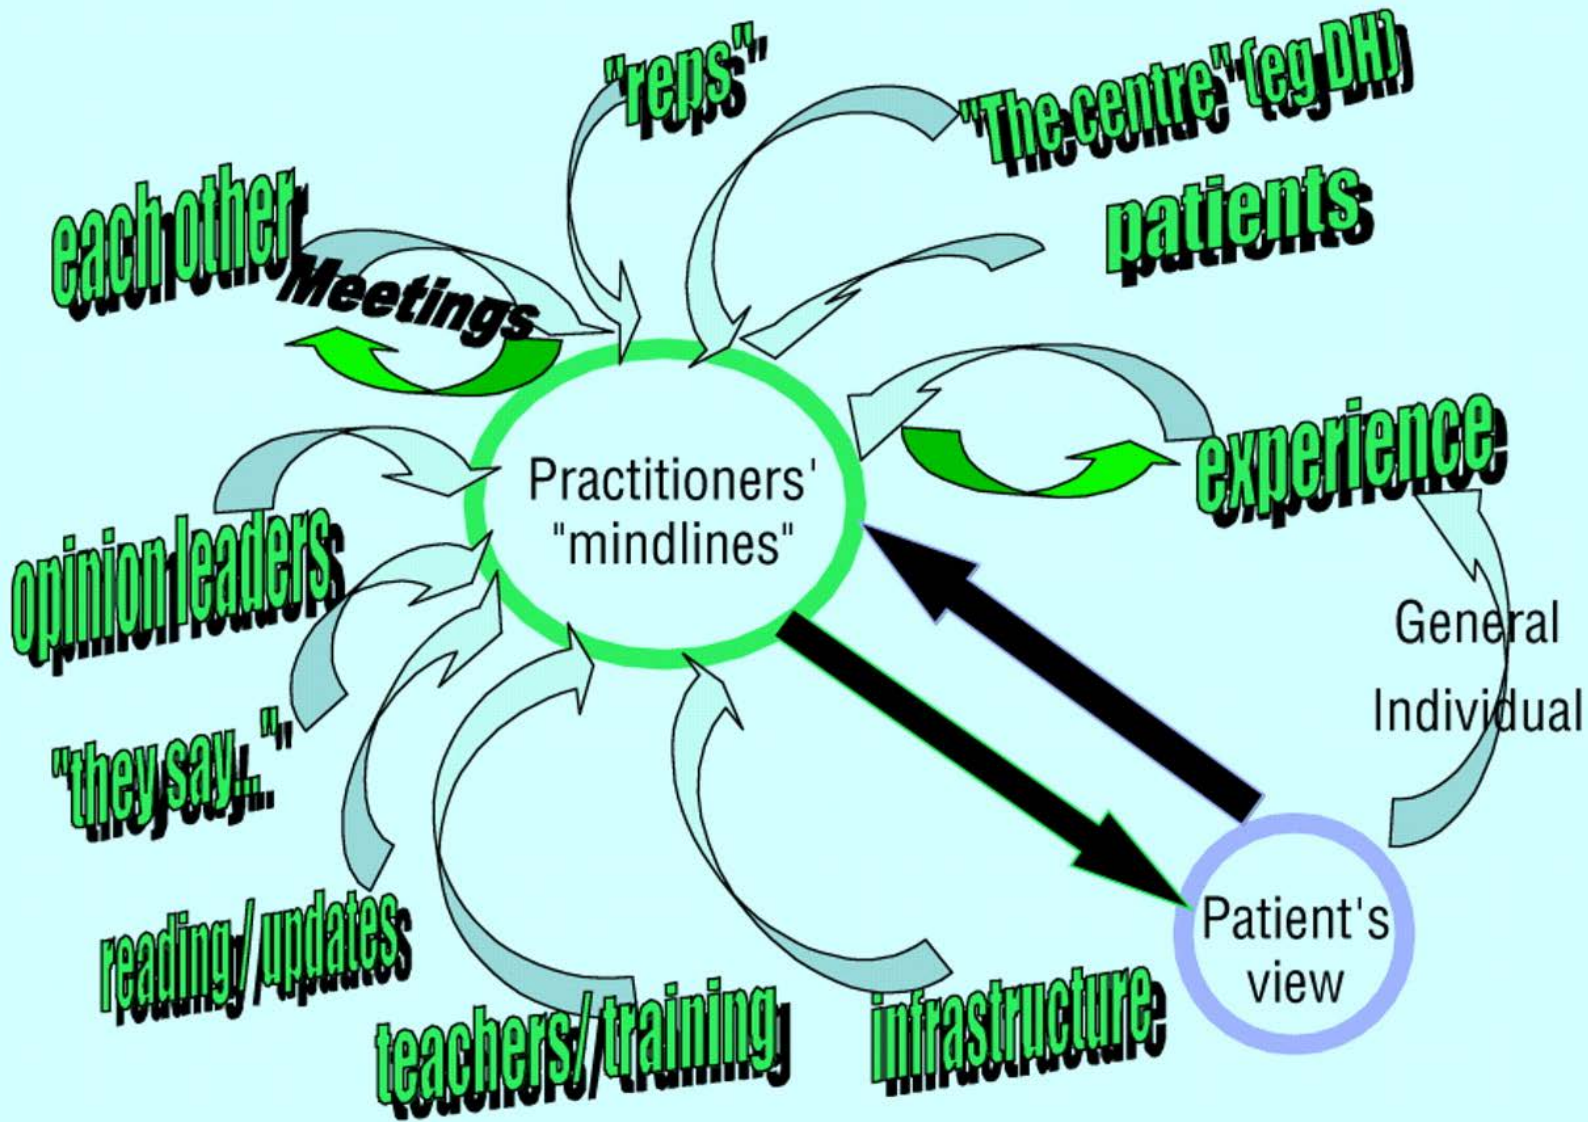 "reps"
"The centre" (eg DH)
patients
each other
Meetings
experience
Practitioners'
"mindlines"
opinion leaders
General
Individual
"they say..."
reading / updates
Patient's
view
teachers / training
infrastructure